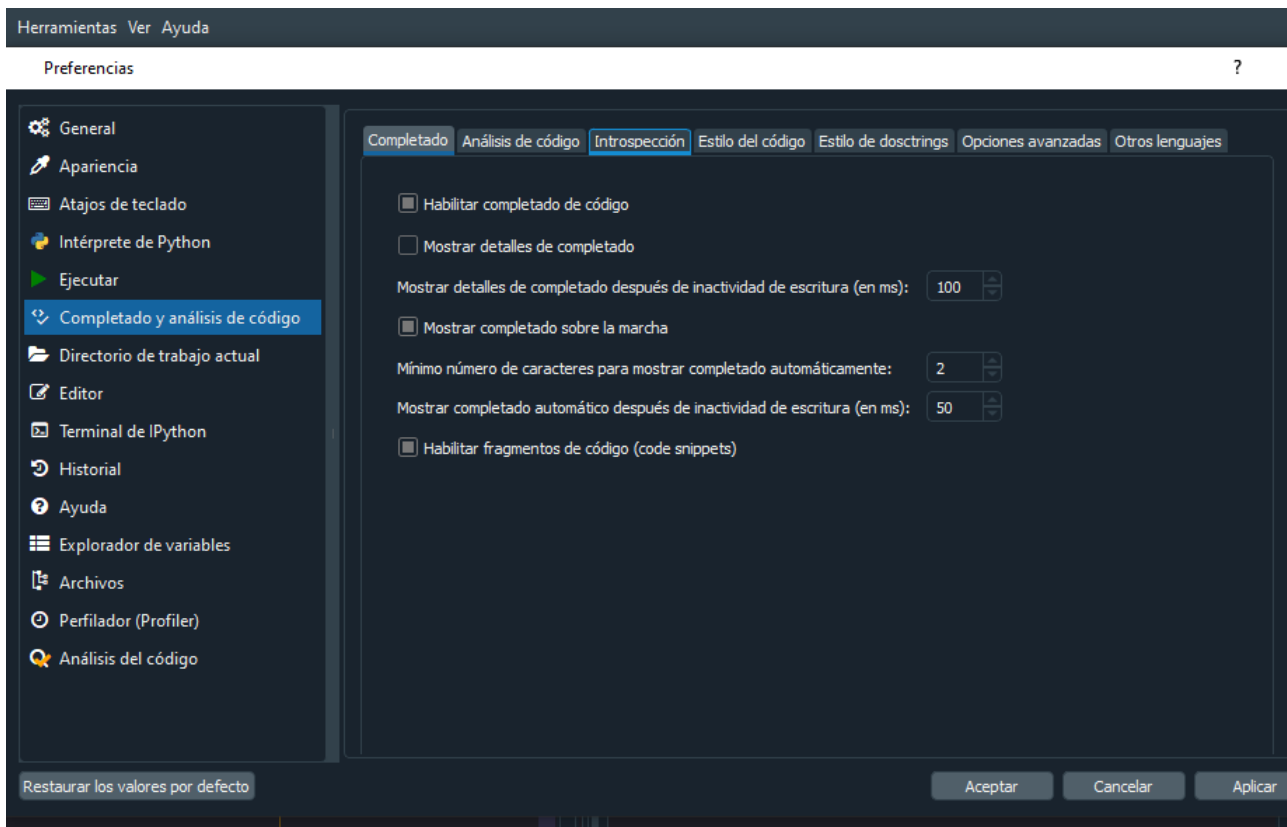 Herramientas Ver Ayuda
Preferencias ?
General
Apariencia
Atajos de teclado
Intérprete de Python
Ejecutar
Completado y análisis de código
Directorio de trabajo actual
Editor
Terminal de IPython
Historial
Ayuda
Explorador de variables
Archivos
Perfilador (Profiler)
Análisis del código
Completado Análisis de código Introspección Estilo del código Estilo de dosctrings Opciones avanzadas Otros lenguajes
Habilitar completado de código
Mostrar detalles de completado
Mostrar detalles de completado después de inactividad de escritura (en ms): 100
Mostrar completado sobre la marcha
Mínimo número de caracteres para mostrar completado automáticamente: 2
Mostrar completado automático después de inactividad de escritura (en ms): 50
Habilitar fragmentos de código (code snippets)
Restaurar los valores por defecto Aceptar Cancelar Aplicar